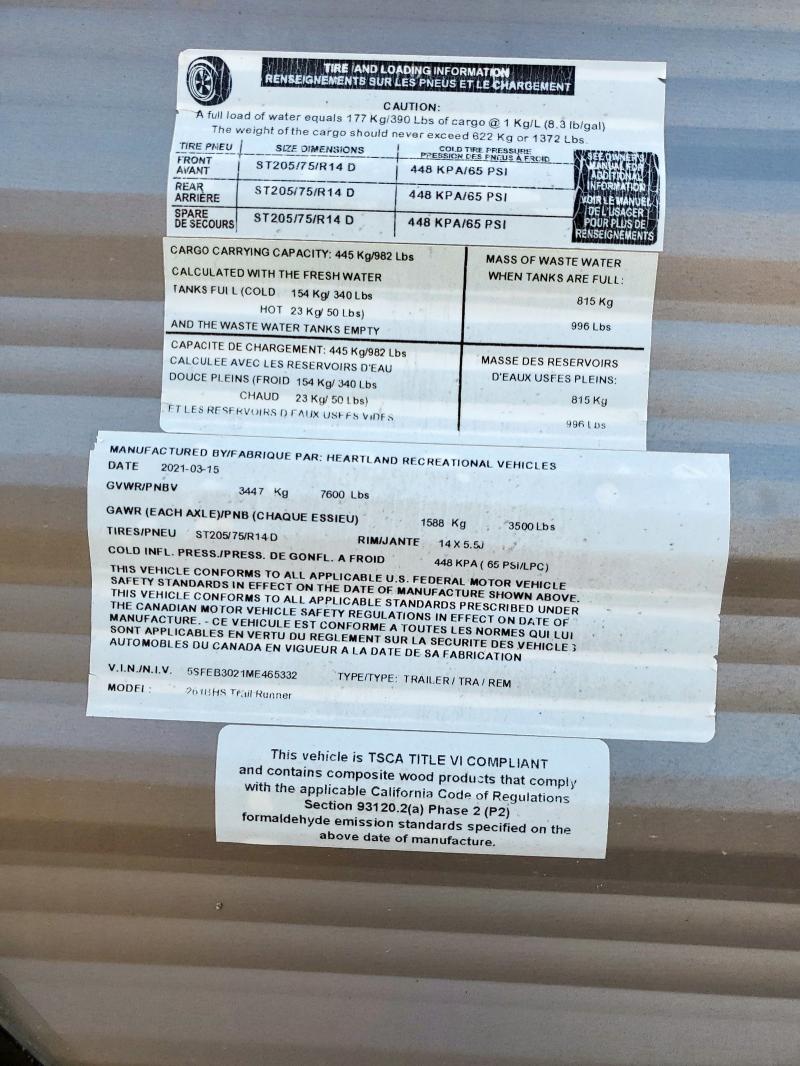 TIRE AND LOADING INFORMATION
RENSEIGNEMENTS SUR LES PNEUS ET LE CHARGEMENT
CAUTION:
A full load of water equals 177 Kg/390 Lbs of cargo @ 1 Kg/L (8.3 lb/gal)
The weight of the cargo should never exceed 622 Kg or 1372 Lbs.
TIRE PNEU SIZE DIMENSIONS COLD TIRE PRESSURE
PRESSION DES PNEUS À FROID
FRONT
AVANT ST205/75/R14 D 448 KPA/65 PSI
REAR
ARRIÈRE ST205/75/R14 D 448 KPA/65 PSI
SPARE
DE SECOURS ST205/75/R14 D 448 KPA/65 PSI
SEE OWNER'S
MANUAL FOR
ADDITIONAL
INFORMATION
VOIR LE MANUEL
DE L'USAGER
POUR PLUS DE
RENSEIGNEMENTS
CARGO CARRYING CAPACITY: 445 Kg/982 Lbs
CALCULATED WITH THE FRESH WATER
TANKS FULL (COLD 154 Kg/ 340 Lbs
HOT 23 Kg/ 50 Lbs)
AND THE WASTE WATER TANKS EMPTY
MASS OF WASTE WATER
WHEN TANKS ARE FULL:
815 Kg
996 Lbs
CAPACITE DE CHARGEMENT: 445 Kg/982 Lbs
CALCULEE AVEC LES RESERVOIRS D'EAU
DOUCE PLEINS (FROID 154 Kg/ 340 Lbs
CHAUD 23 Kg/ 50 Lbs)
ET LES RESERVOIRS D EAUX USEES VIDES
MASSE DES RESERVOIRS
D'EAUX USEES PLEINS:
815 Kg
996 Lbs
MANUFACTURED BY/FABRIQUE PAR: HEARTLAND RECREATIONAL VEHICLES
DATE 2021-03-15
GVWR/PNBV 3447 Kg 7600 Lbs
GAWR (EACH AXLE)/PNB (CHAQUE ESSIEU) 1588 Kg 3500 Lbs
TIRES/PNEU ST205/75/R14 D RIM/JANTE 14 X 5.5J
COLD INFL. PRESS./PRESS. DE GONFL. A FROID 448 KPA ( 65 PSI/LPC)
THIS VEHICLE CONFORMS TO ALL APPLICABLE U.S. FEDERAL MOTOR VEHICLE
SAFETY STANDARDS IN EFFECT ON THE DATE OF MANUFACTURE SHOWN ABOVE.
THIS VEHICLE CONFORMS TO ALL APPLICABLE STANDARDS PRESCRIBED UNDER
THE CANADIAN MOTOR VEHICLE SAFETY REGULATIONS IN EFFECT ON DATE OF
MANUFACTURE. - CE VEHICULE EST CONFORME A TOUTES LES NORMES QUI LUI
SONT APPLICABLES EN VERTU DU REGLEMENT SUR LA SECURITE DES VEHICULES
AUTOMOBILES DU CANADA EN VIGUEUR A LA DATE DE SA FABRICATION
V.I.N./N.I.V. 5SFEB3021ME465332 TYPE/TYPE: TRAILER / TRA / REM
MODEL: Trail Runner
This vehicle is TSCA TITLE VI COMPLIANT
and contains composite wood products that comply
with the applicable California Code of Regulations
Section 93120.2(a) Phase 2 (P2)
formaldehyde emission standards specified on the
above date of manufacture.